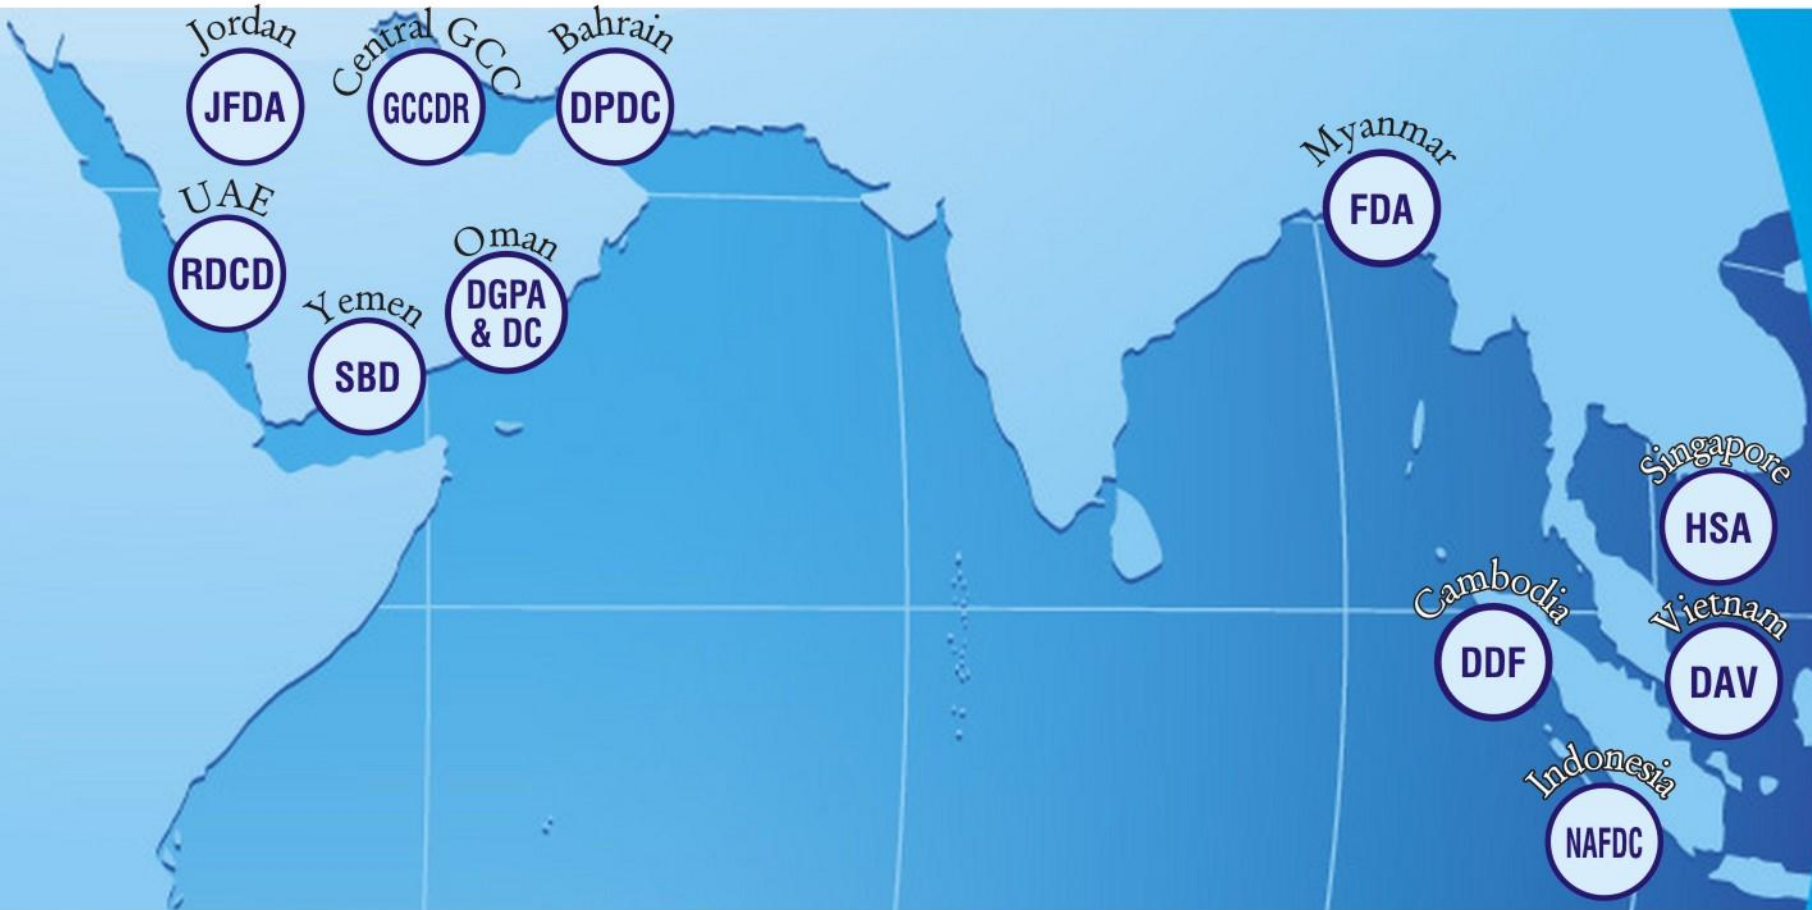 Jordan
JFDA
Central GCC
GCCDR
Bahrain
DPDC
UAE
RDCD
Oman
DGPA
& DC
Yemen
SBD
Myanmar
FDA
Singapore
HSA
Cambodia
DDF
Vietnam
DAV
Indonesia
NAFDC